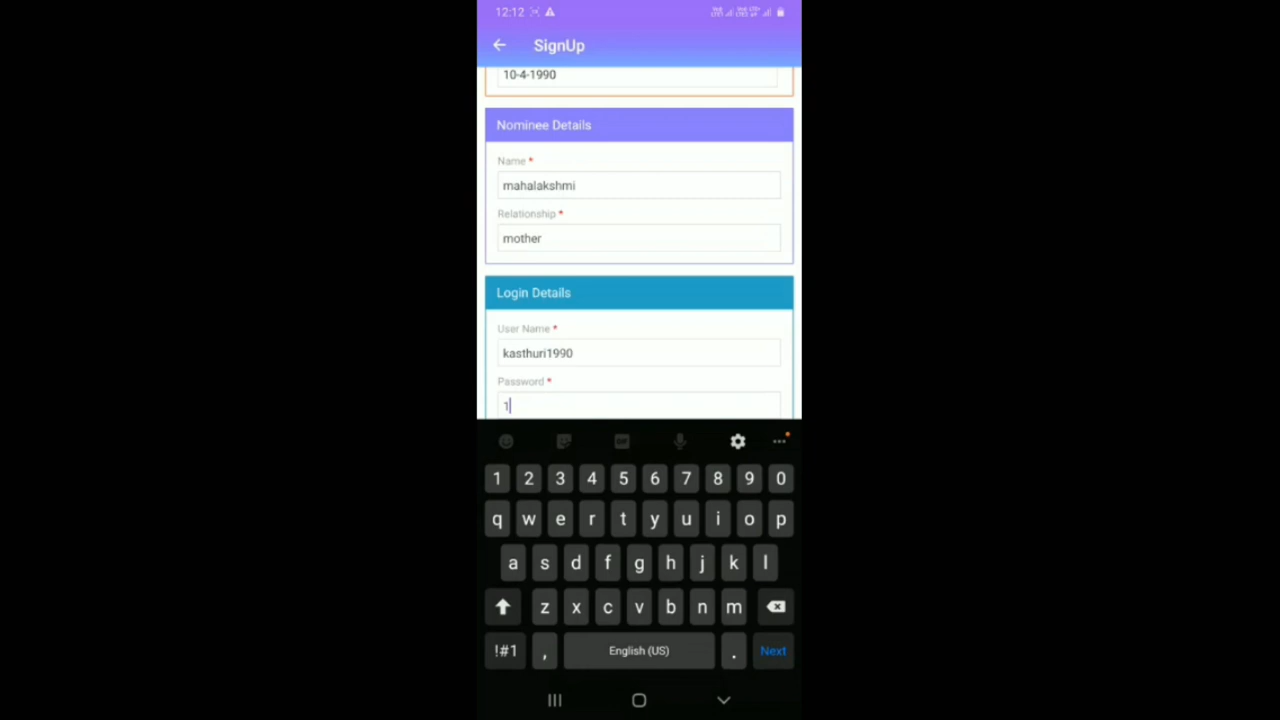 12:12
SignUp
10-4-1990
Nominee Details
Name *
mahalakshmi
Relationship *
mother
Login Details
User Name *
kasthuri1990
Password *
1
GIF
1 2 3 4 5 6 7 8 9 0
q w e r t y u i o p
a s d f g h j k l
z x c v b n m
!#1 , English (US) . Next